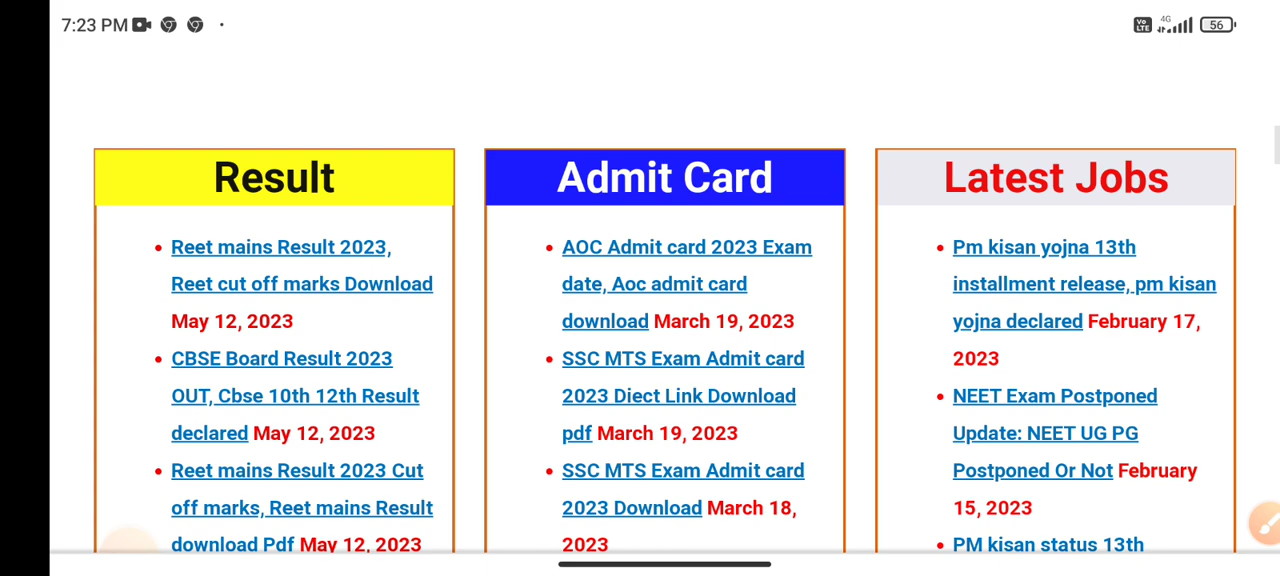 7:23 PM
Vo LTE 4G 56
Result
Reet mains Result 2023,
Reet cut off marks Download
May 12, 2023
CBSE Board Result 2023
OUT, Cbse 10th 12th Result
declared May 12, 2023
Reet mains Result 2023 Cut
off marks, Reet mains Result
download Pdf May 12, 2023
Admit Card
AOC Admit card 2023 Exam
date, Aoc admit card
download March 19, 2023
SSC MTS Exam Admit card
2023 Diect Link Download
pdf March 19, 2023
SSC MTS Exam Admit card
2023 Download March 18,
2023
Latest Jobs
Pm kisan yojna 13th
installment release, pm kisan
yojna declared February 17,
2023
NEET Exam Postponed
Update: NEET UG PG
Postponed Or Not February
15, 2023
PM kisan status 13th